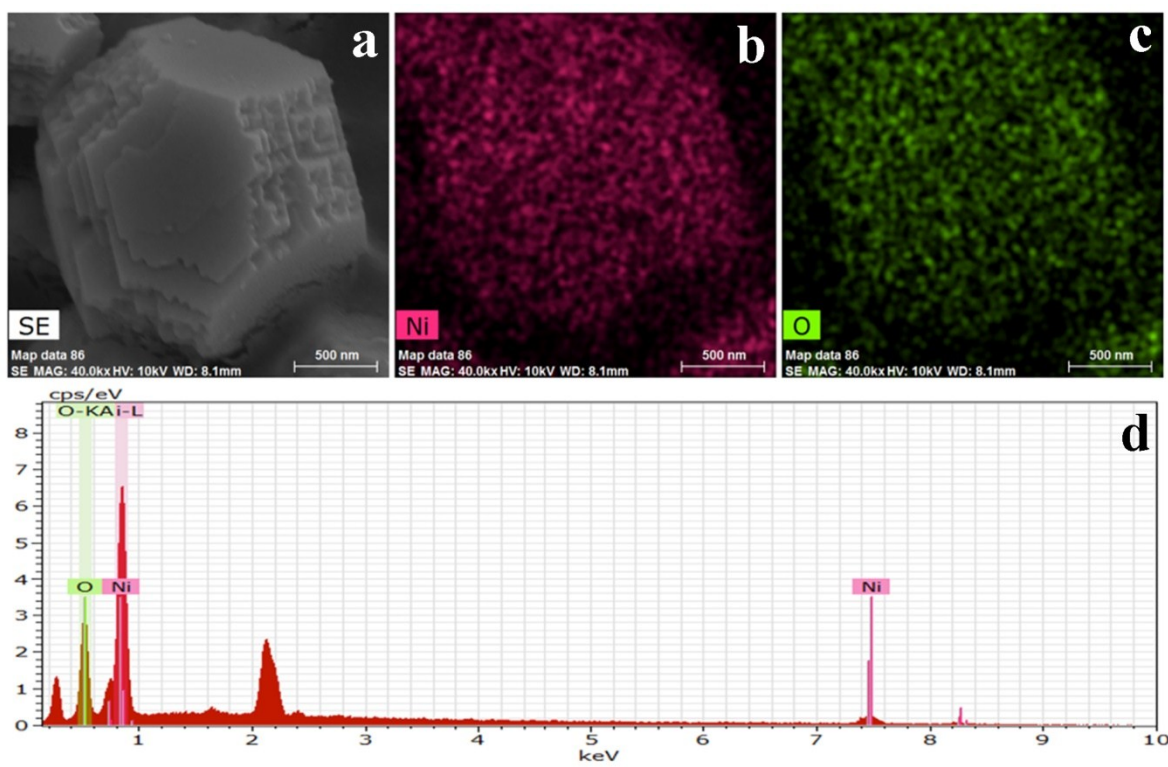 a
SE
Map data 86
500 nm
SE MAG: 40.0kx HV: 10kV WD: 8.1mm
b
Ni
Map data 86
500 nm
SE MAG: 40.0kx HV: 10kV WD: 8.1mm
c
O
Map data 86
500 nm
SE MAG: 40.0kx HV: 10kV WD: 8.1mm
cps/eV
O-KAi-L
d
8
7
6
5
4
3
2
1
0
O
Ni
Ni
1
2
3
4
5
6
7
8
9
10
keV